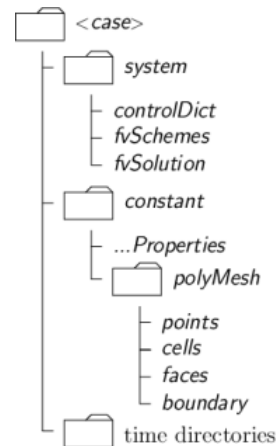 <case>
system
controlDict
fvSchemes
fvSolution
constant
...Properties
polyMesh
points
cells
faces
boundary
time directories